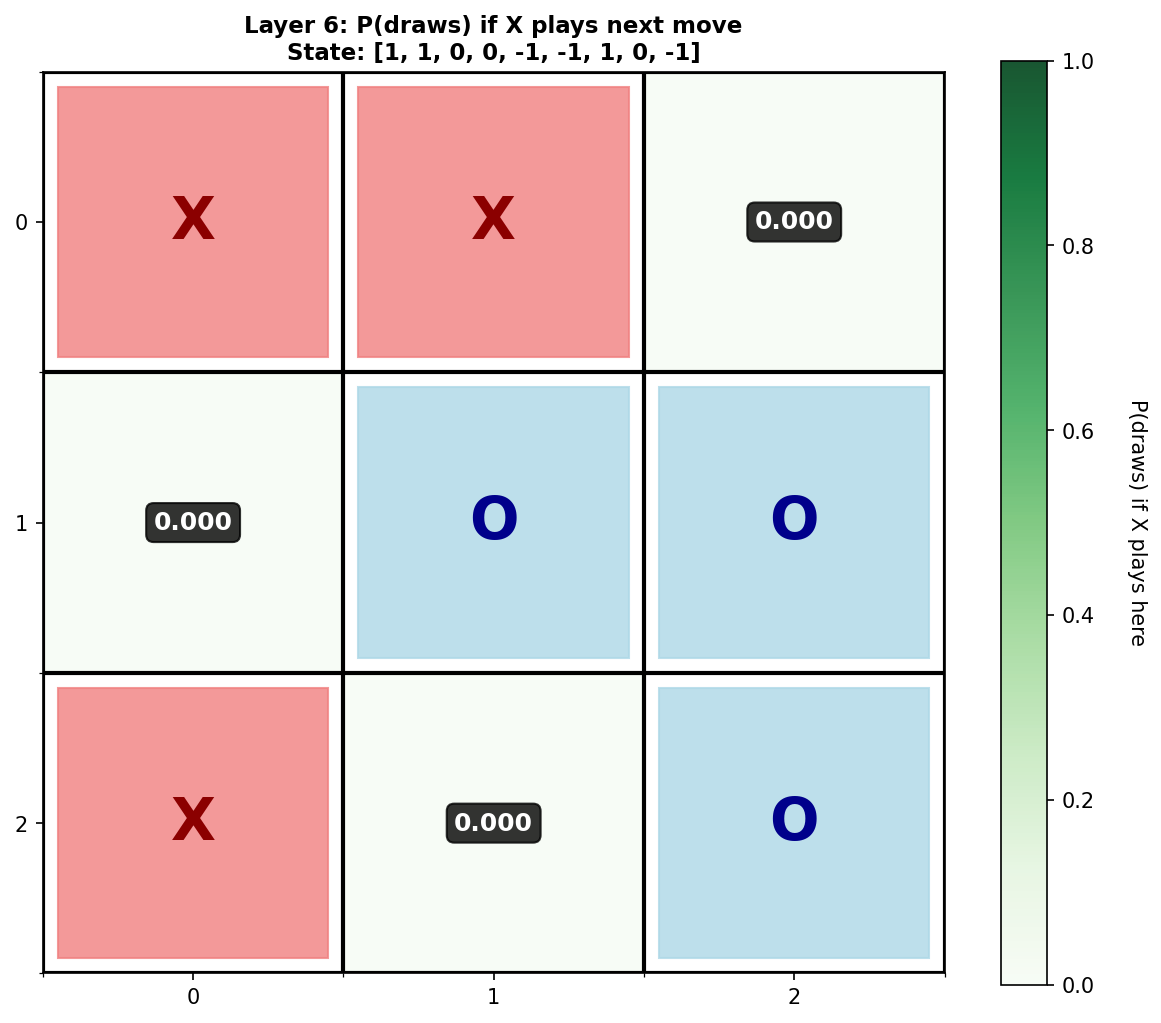 Layer 6: P(draws) if X plays next move
State: [1, 1, 0, 0, -1, -1, 1, 0, -1]
X
X
0.000
0.000
O
O
X
0.000
O
0
1
2
0
1
2
1.0
0.8
0.6
0.4
0.2
0.0
P(draws) if X plays here